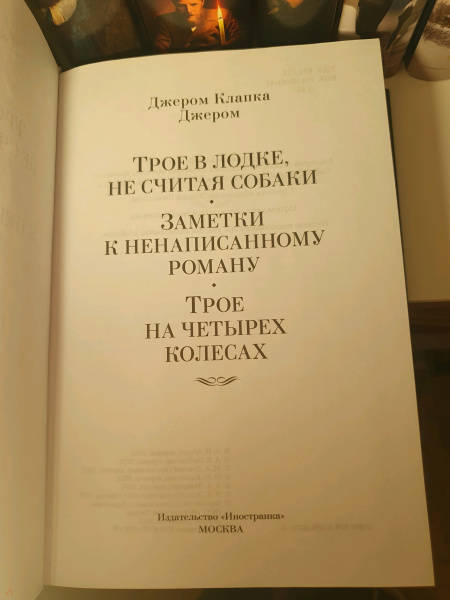 Джером Клапка
Джером
ТРОЕ В ЛОДКЕ,
НЕ СЧИТАЯ СОБАКИ
•
ЗАМЕТКИ
К НЕНАПИСАННОМУ
РОМАНУ
•
ТРОЕ
НА ЧЕТЫРЕХ
КОЛЕСАХ
Издательство «Иностранка»
МОСКВА